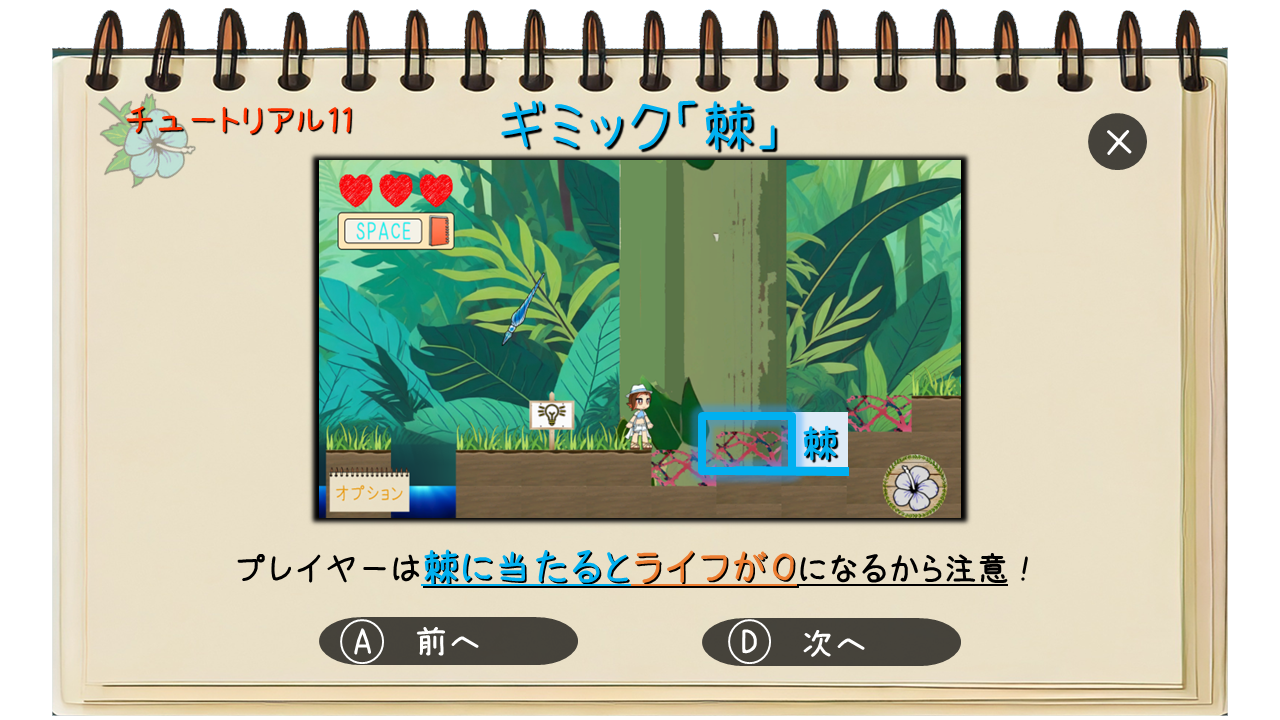 チュートリアル11
ギミック「棘」
SPACE
棘
オプション
プレイヤーは棘に当たるとライフが0になるから注意！
A 前へ
D 次へ